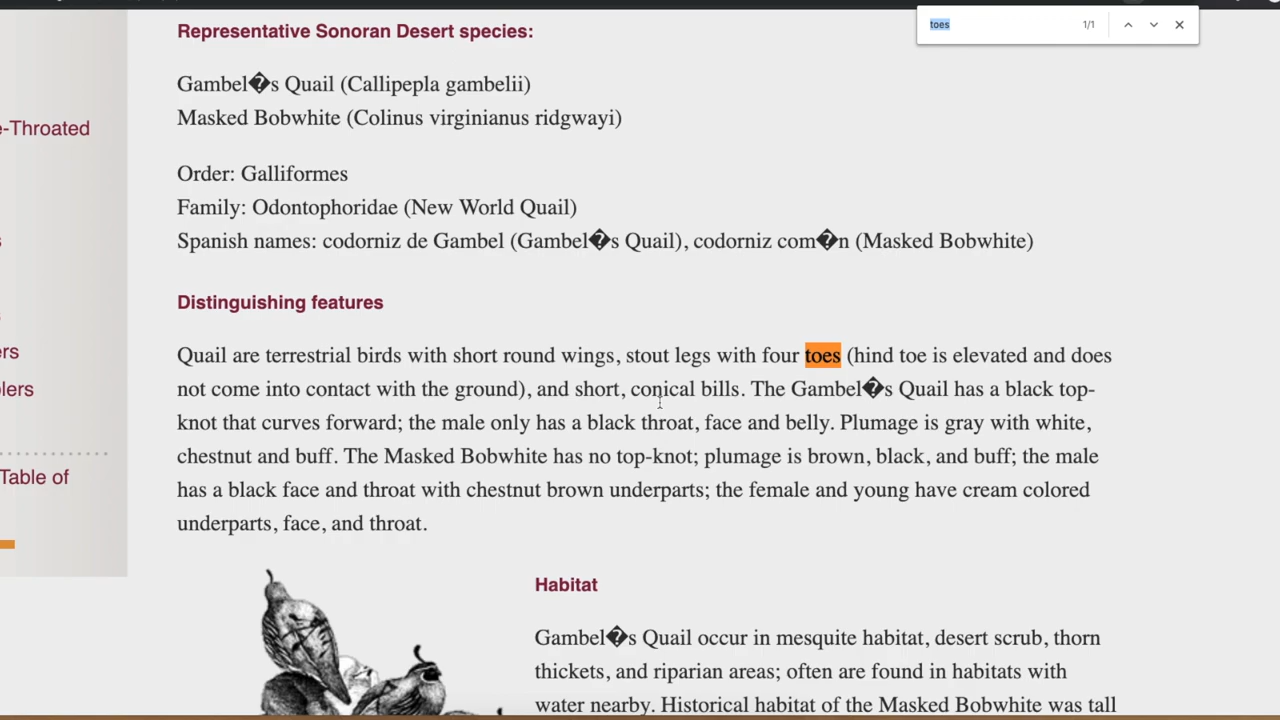 toes
1/1
Representative Sonoran Desert species:
Gambel�s Quail (Callipepla gambelii)
e-Throated
Masked Bobwhite (Colinus virginianus ridgwayi)
Order: Galliformes
Family: Odontophoridae (New World Quail)
Spanish names: codorniz de Gambel (Gambel�s Quail), codorniz com�n (Masked Bobwhite)
Distinguishing features
ers
Quail are terrestrial birds with short round wings, stout legs with four toes (hind toe is elevated and does
lers
not come into contact with the ground), and short, conical bills. The Gambel�s Quail has a black top-
knot that curves forward; the male only has a black throat, face and belly. Plumage is gray with white,
chestnut and buff. The Masked Bobwhite has no top-knot; plumage is brown, black, and buff; the male
Table of
has a black face and throat with chestnut brown underparts; the female and young have cream colored
underparts, face, and throat.
Habitat
Gambel�s Quail occur in mesquite habitat, desert scrub, thorn
thickets, and riparian areas; often are found in habitats with
water nearby. Historical habitat of the Masked Bobwhite was tall